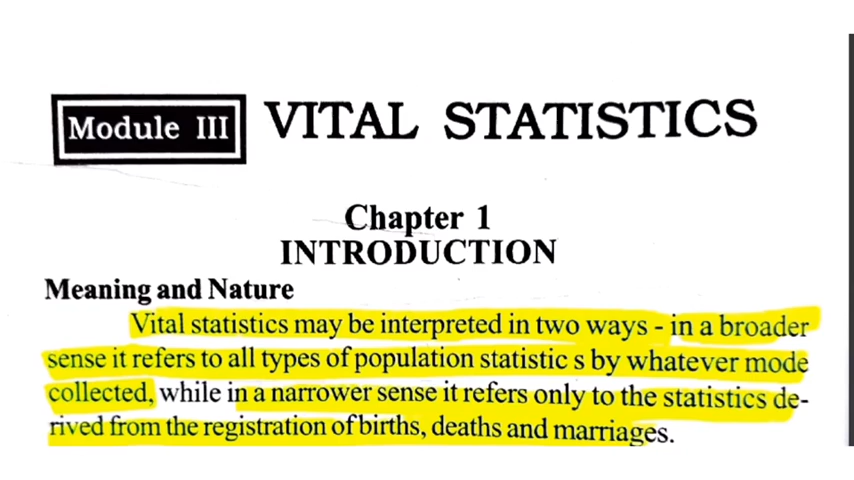 Module III VITAL STATISTICS
Chapter 1
INTRODUCTION
Meaning and Nature
Vital statistics may be interpreted in two ways - in a broader
sense it refers to all types of population statistic s by whatever mode
collected, while in a narrower sense it refers only to the statistics de-
rived from the registration of births, deaths and marriages.